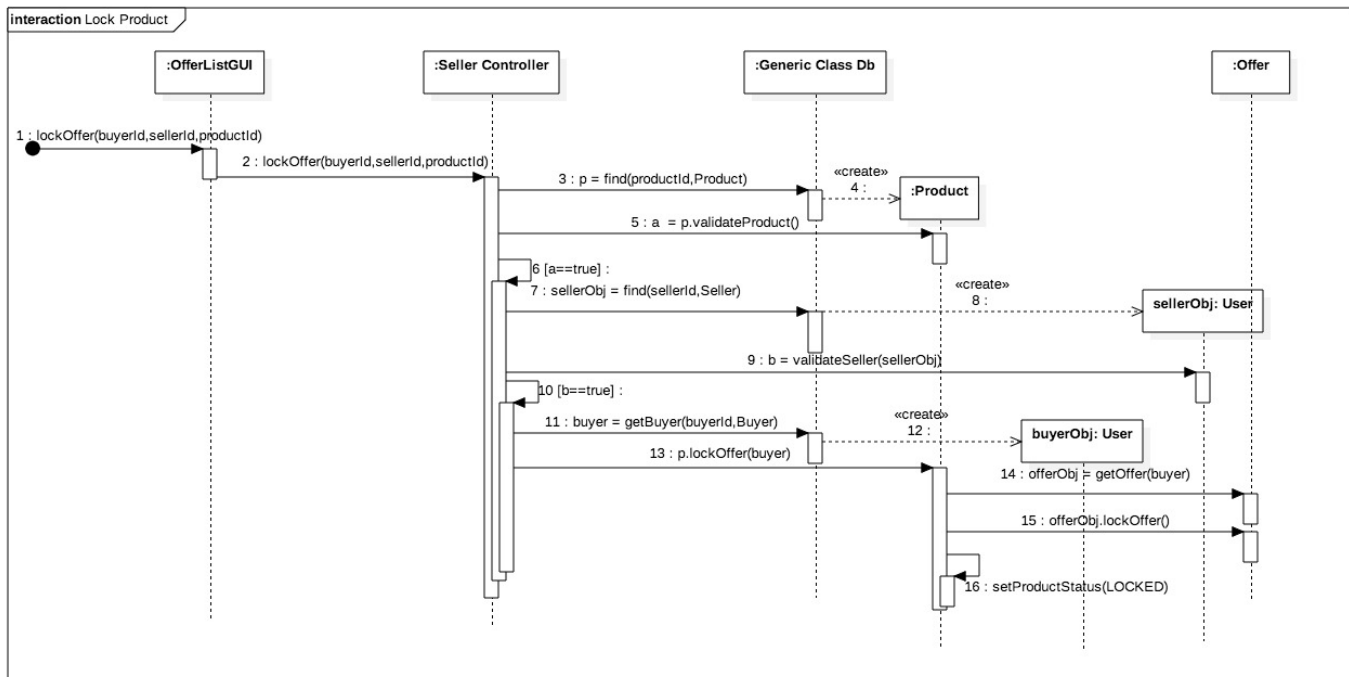 interaction Lock Product
:OfferListGUI
:Seller Controller
:Generic Class Db
:Offer
1 : lockOffer(buyerId,sellerId,productId)
2 : lockOffer(buyerId,sellerId,productId)
3 : p = find(productId,Product)
«create»
4 :
:Product
5 : a = p.validateProduct()
6 [a==true] :
7 : sellerObj = find(sellerId,Seller)
«create»
8 :
sellerObj: User
9 : b = validateSeller(sellerObj)
10 [b==true] :
11 : buyer = getBuyer(buyerId,Buyer)
«create»
12 :
buyerObj: User
13 : p.lockOffer(buyer)
14 : offerObj = getOffer(buyer)
15 : offerObj.lockOffer()
16 : setProductStatus(LOCKED)